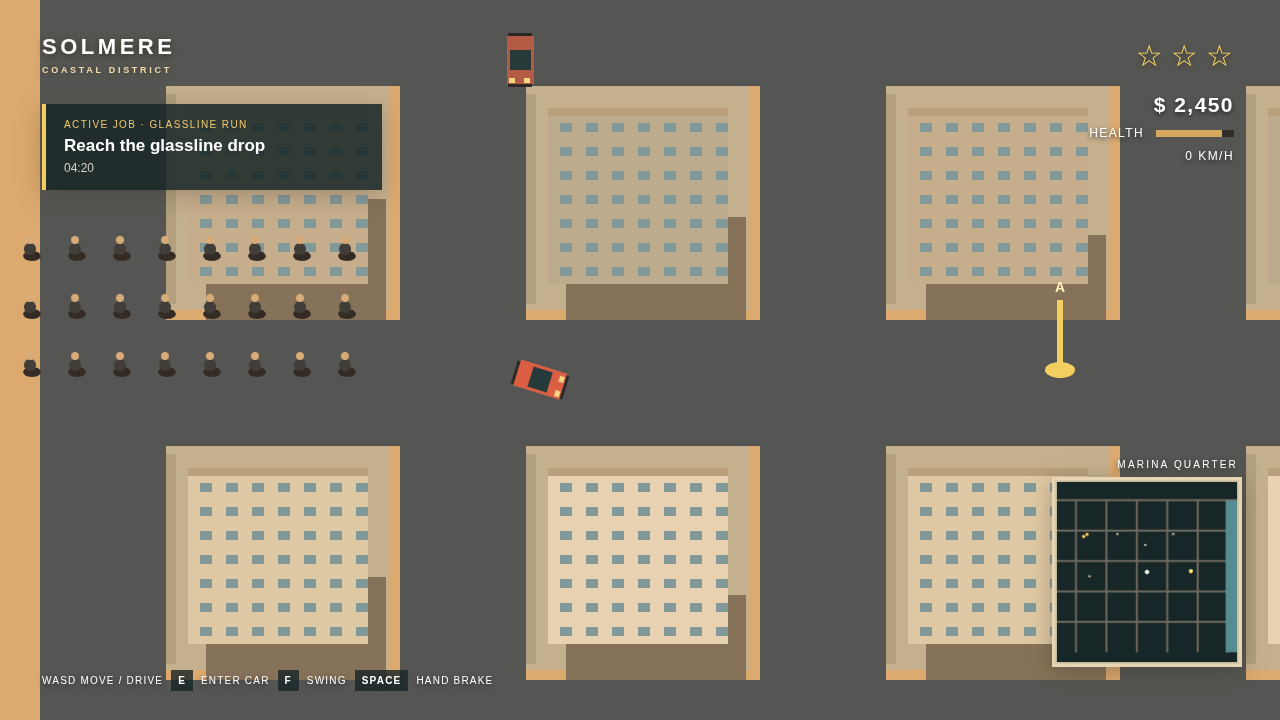 SOLMERE
COASTAL DISTRICT
ACTIVE JOB · GLASSLINE RUN
Reach the glassline drop
04:20
☆ ☆ ☆
$ 2,450
HEALTH
0 KM/H
A
MARINA QUARTER
WASD MOVE / DRIVE E ENTER CAR F SWING SPACE HAND BRAKE